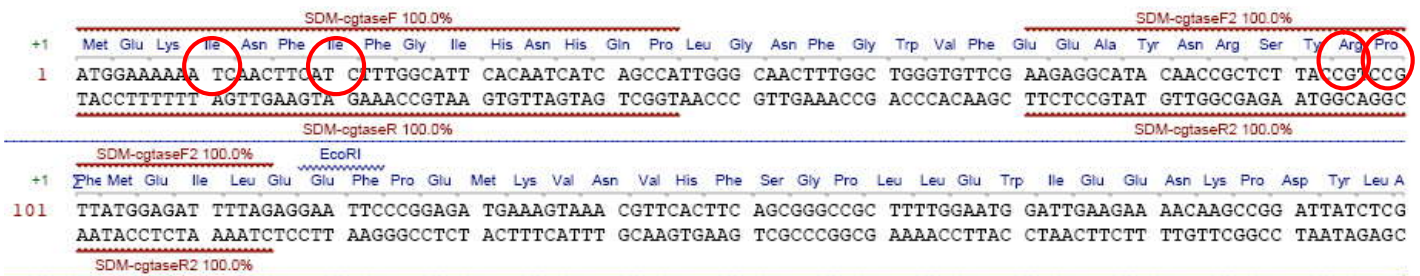 SDM-cgtaseF 100.0% SDM-cgtaseF2 100.0%
+1 Met Glu Lys Ile Asn Phe Ile Phe Gly Ile His Asn His Gln Pro Leu Gly Asn Phe Gly Trp Val Phe Glu Glu Ala Tyr Asn Arg Ser Tyr Arg Pro
1 ATGGAAAAAA TCAACTTCAT CTTTGGCATT CACAATCATC AGCCATTGGG CAACTTTGGC TGGGTGTTCG AAGAGGCATA CAACCGCTCT TACCGTCCG
TACCTTTTTT AGTTGAAGTA GAAACCGTAA GTGTTAGTAG TCGGTAACCC GTTGAAACCG ACCCACAAGC TTCTCCGTAT GTTGGCGAGA ATGGCAGGC
SDM-cgtaseR 100.0% SDM-cgtaseR2 100.0%
SDM-cgtaseF2 100.0% EcoRI
+1 ΣPhe Met Glu Ile Leu Glu Glu Phe Pro Glu Met Lys Val Asn Val His Phe Ser Gly Pro Leu Leu Glu Trp Ile Glu Glu Asn Lys Pro Asp Tyr Leu A
101 TTATGGAGAT TTTAGAGGAA TTCCCGGAGA TGAAAGTAAA CGTTCACTTC AGCGGGCCGC TTTTGGAATG GATTGAAGAA AACAAGCCGG ATTATCTCG
AATACCTCTA AAATCTCCTT AAGGGCCTCT ACTTTCATTT GCAAGTGAAG TCGCCCGGCG AAAACCTTAC CTAACTTCTT TTGTTCGGCC TAATAGAGC
SDM-cgtaseR2 100.0%